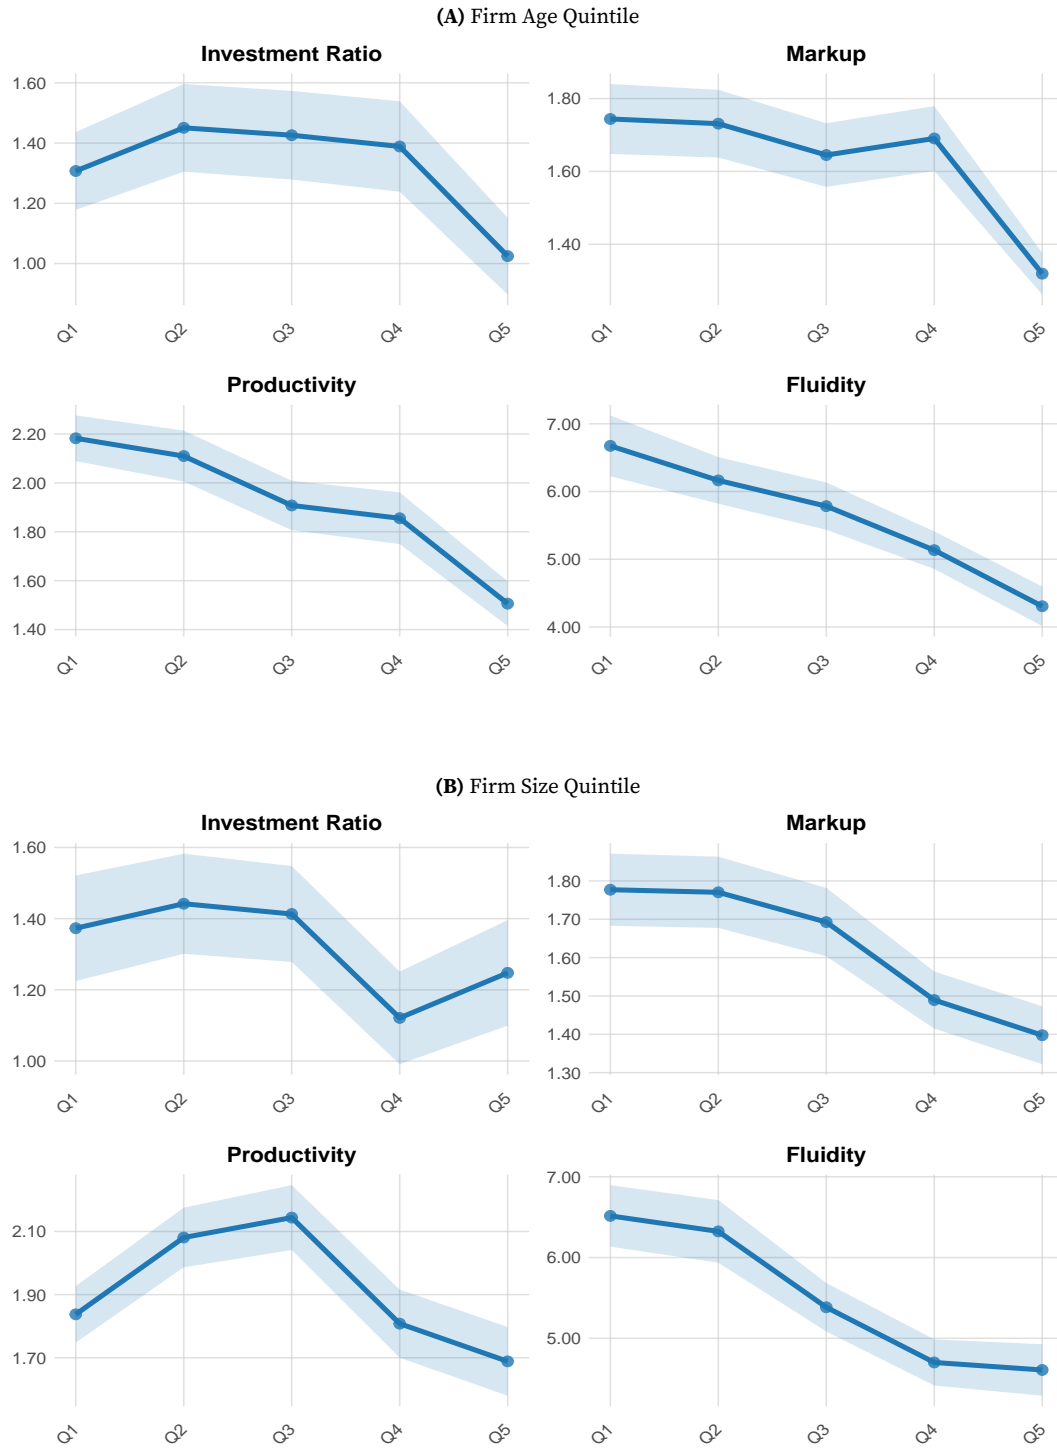 (A) Firm Age Quintile
Investment Ratio
1.60
1.40
1.20
1.00
Q1 Q2 Q3 Q4 Q5
Markup
1.80
1.60
1.40
Q1 Q2 Q3 Q4 Q5
Productivity
2.20
2.00
1.80
1.60
1.40
Q1 Q2 Q3 Q4 Q5
Fluidity
7.00
6.00
5.00
4.00
Q1 Q2 Q3 Q4 Q5
(B) Firm Size Quintile
Investment Ratio
1.60
1.40
1.20
1.00
Q1 Q2 Q3 Q4 Q5
Markup
1.80
1.70
1.60
1.50
1.40
1.30
Q1 Q2 Q3 Q4 Q5
Productivity
2.10
1.90
1.70
Q1 Q2 Q3 Q4 Q5
Fluidity
7.00
6.00
5.00
Q1 Q2 Q3 Q4 Q5